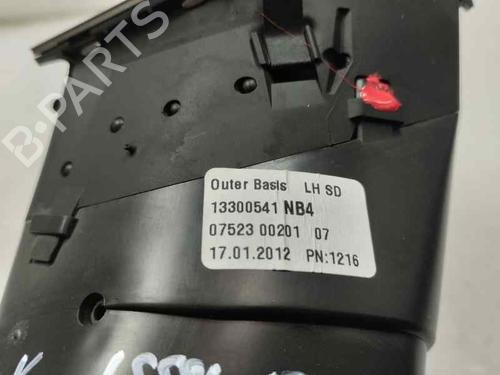 B-PARTS
Outer Basis LH SD
13300541 NB4
07523 00201 07
17.01.2012 PN:1216